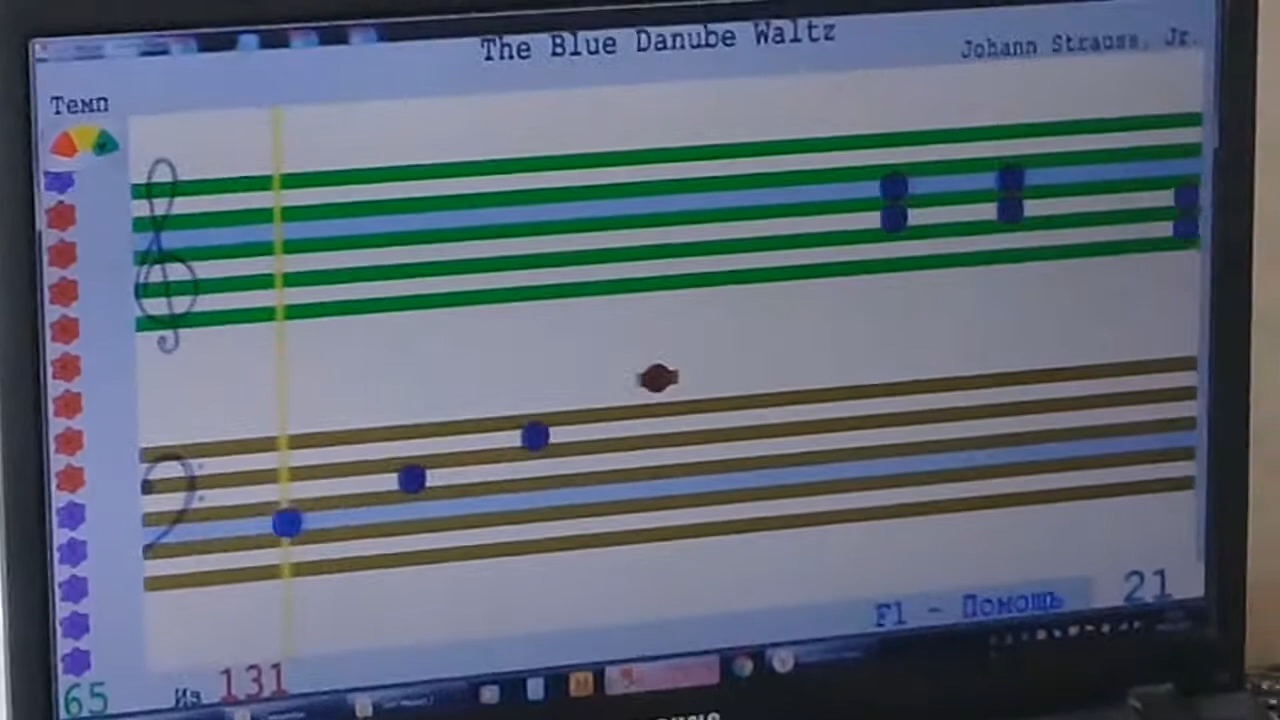 The Blue Danube Waltz
Johann Strauss, Jr.
Темп
F1 - Помощь
21
65 Из 131